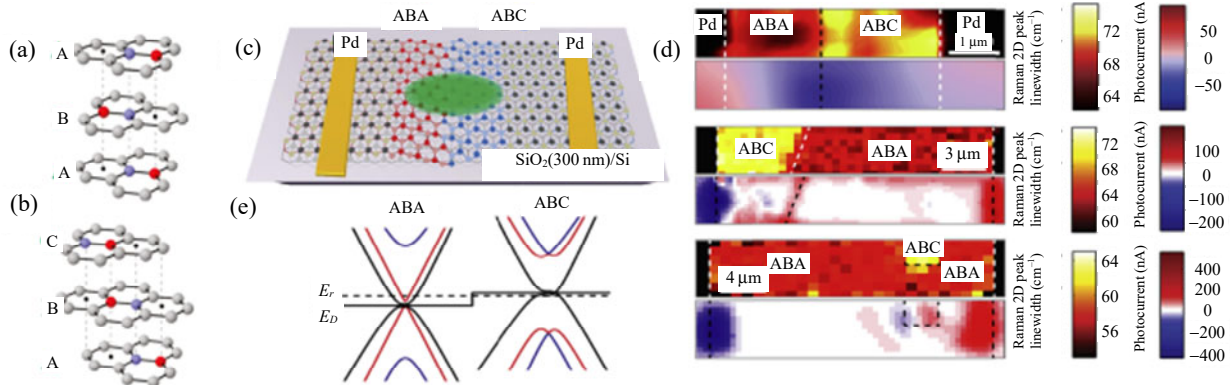 (a)
A
B
A
(b)
C
B
A
(c)
ABA
ABC
Pd
Pd
SiO₂(300 nm)/Si
(e)
ABA
ABC
E_r
E_D
(d)
Pd
ABA
ABC
Pd
1 μm
Raman 2D peak
linewidth (cm⁻¹)
72
68
64
Photocurrent (nA)
50
0
−50
ABC
ABA
3 μm
Raman 2D peak
linewidth (cm⁻¹)
72
68
64
60
Photocurrent (nA)
100
0
−100
−200
ABC
ABA
ABA
4 μm
Raman 2D peak
linewidth (cm⁻¹)
64
60
56
Photocurrent (nA)
400
200
0
−200
−400